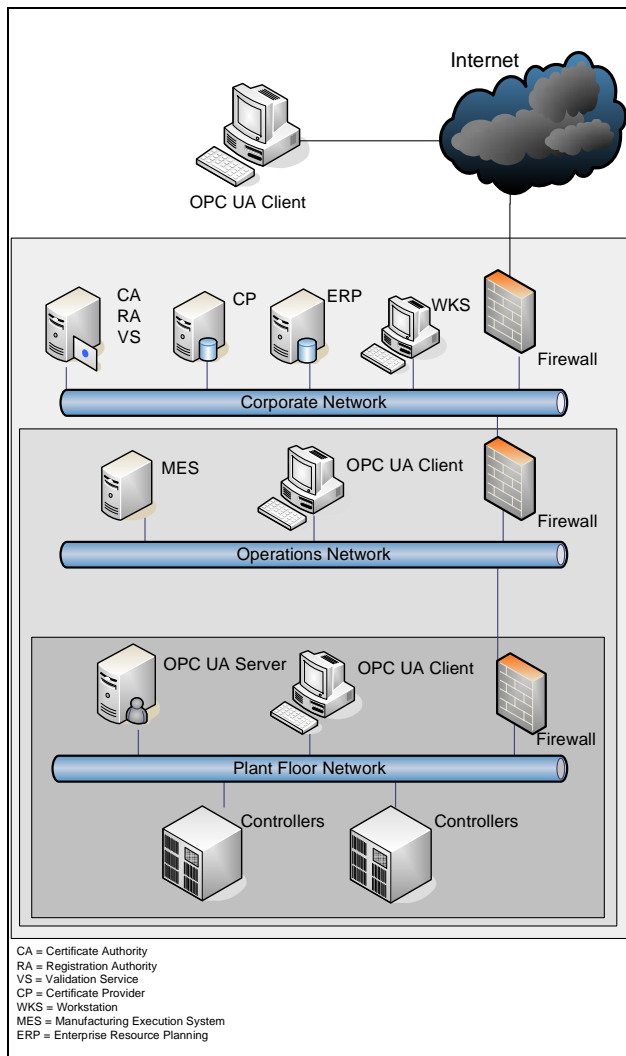 Internet
OPC UA Client
CA
RA
VS
CP
ERP
WKS
Firewall
Corporate Network
MES
OPC UA Client
Firewall
Operations Network
OPC UA Server
OPC UA Client
Firewall
Plant Floor Network
Controllers
Controllers
CA = Certificate Authority
RA = Registration Authority
VS = Validation Service
CP = Certificate Provider
WKS = Workstation
MES = Manufacturing Execution System
ERP = Enterprise Resource Planning